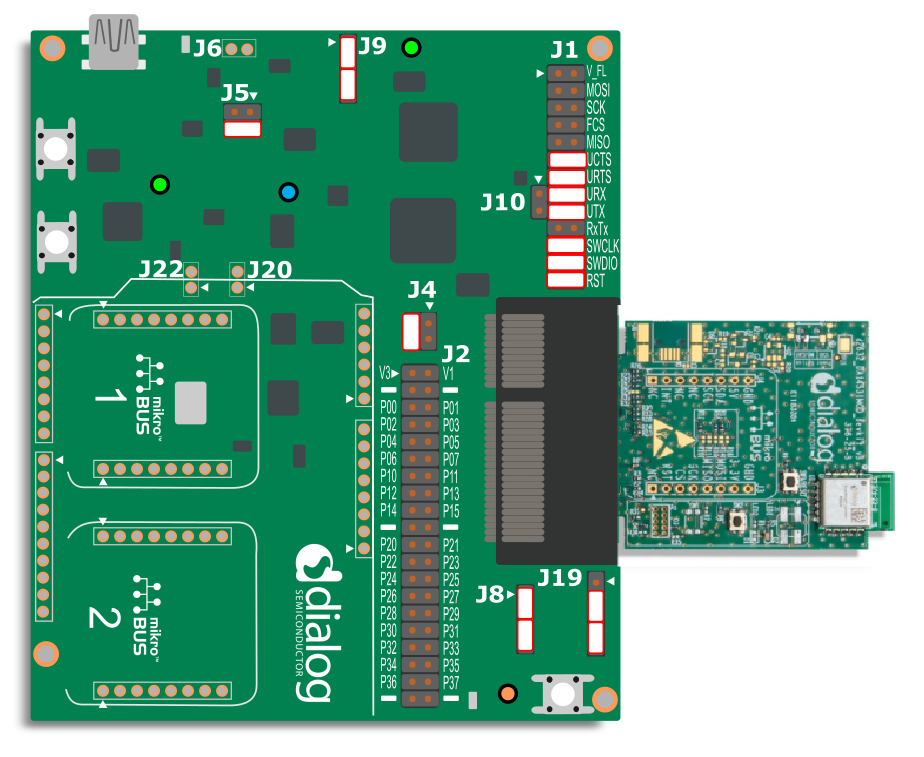 J6
J9
J1
V_FL
MOSI
SCK
FCS
MISO
UCTS
URTS
URX
UTX
RxTx
SWCLK
SWDIO
RST
J5
J10
J22
J20
J4
J2
V3 V1
P00 P01
P02 P03
P04 P05
P06 P07
P10 P11
P12 P13
P14 P15
P20 P21
P22 P23
P24 P25
P26 P27
P28 P29
P30 P31
P32 P33
P34 P35
P36 P37
1
mikro™
BUS
2
mikro™
BUS
dialog
SEMICONDUCTOR
J8
J19
dialog